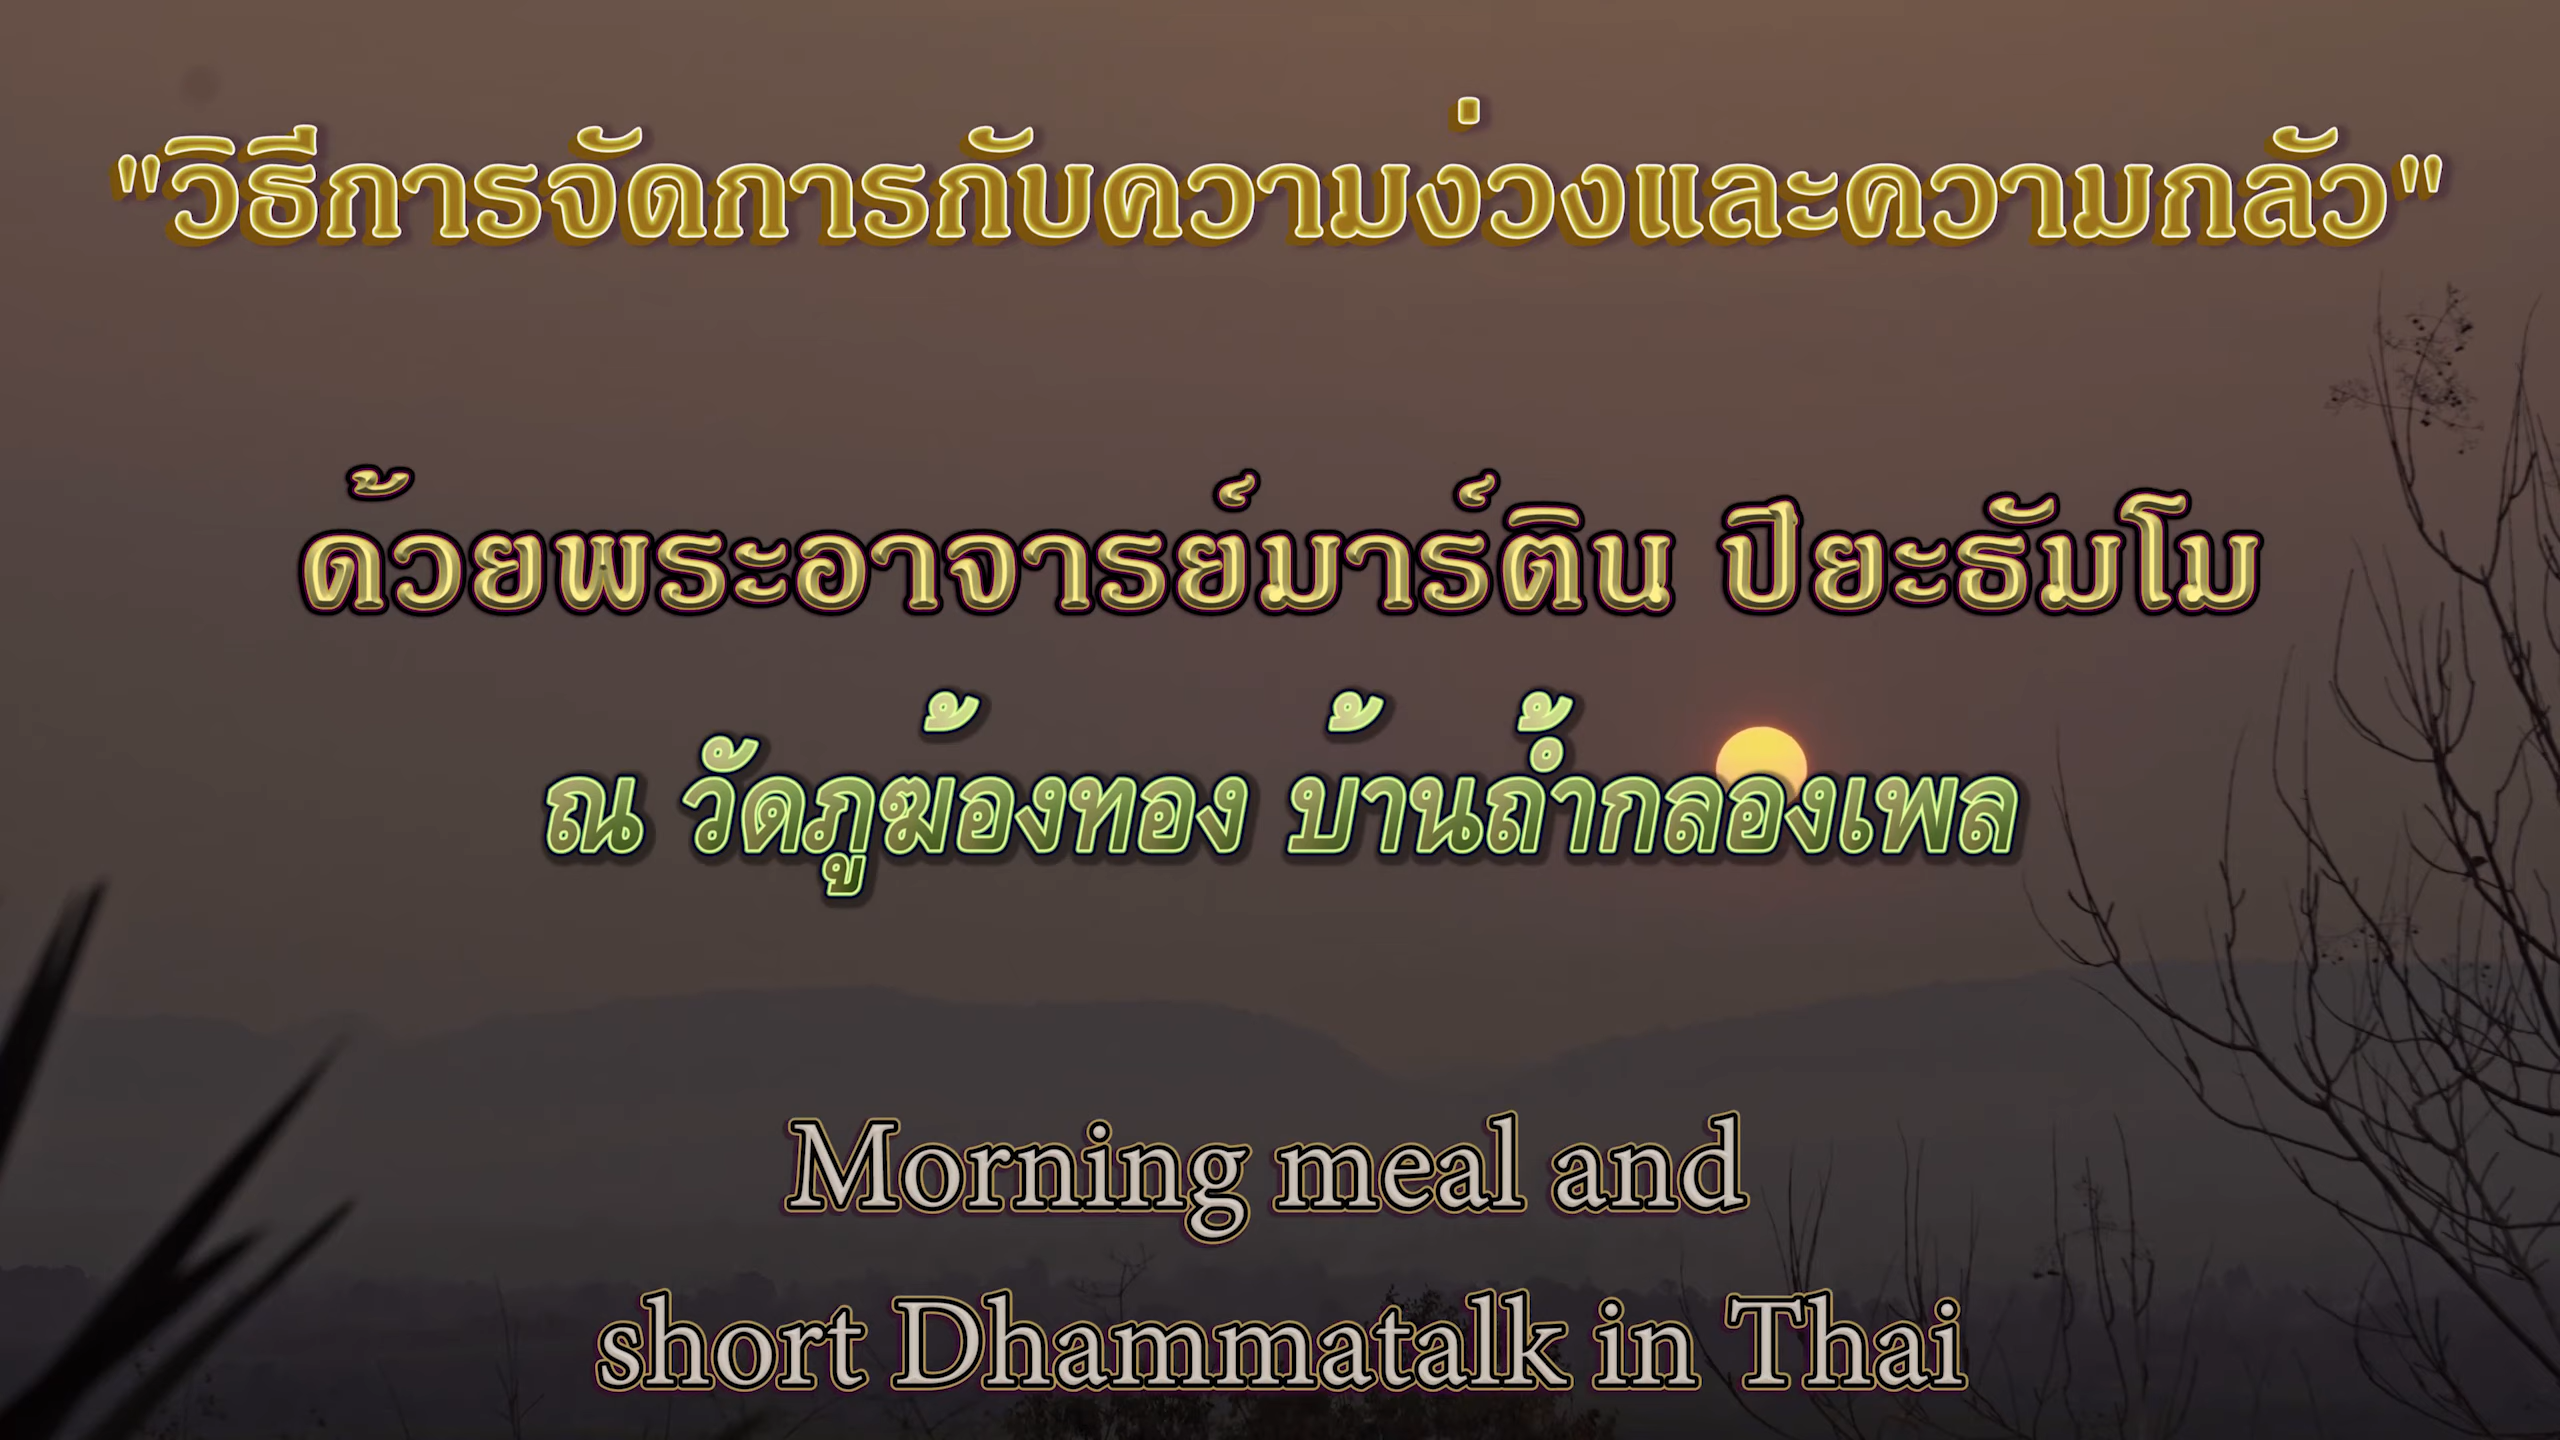 "วิธีการจัดการกับความง่วงและความกลัว"
ด้วยพระอาจารย์มาร์ติน ปิยะธัมโม
ณ วัดภูฆ้องทอง บ้านถ้ำกลองเพล
Morning meal and
short Dhammatalk in Thai